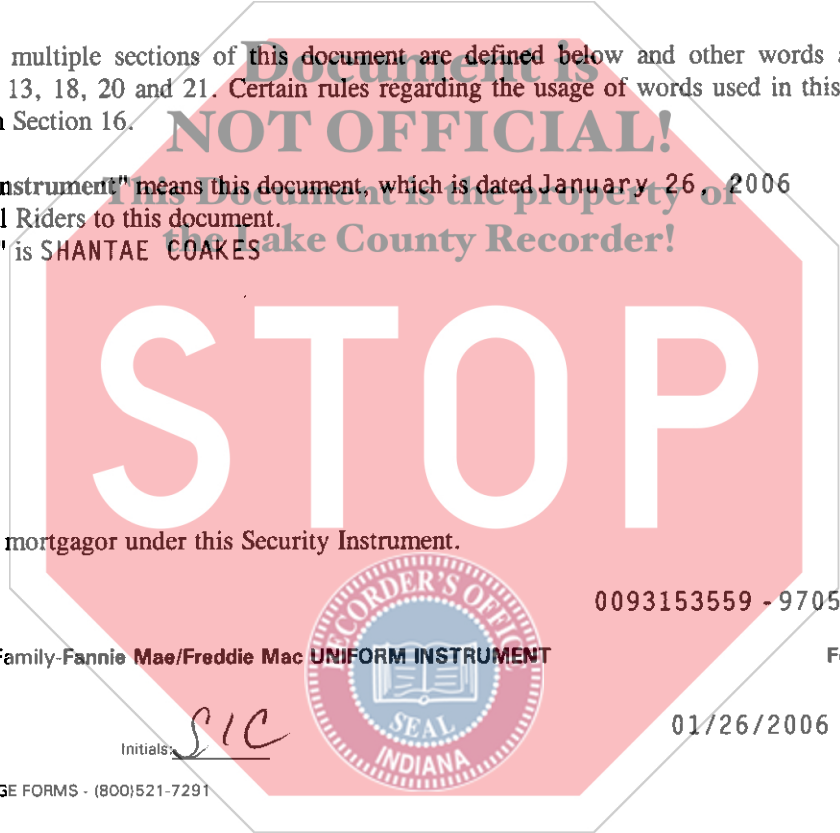 multiple sections of this document are defined below and other words
13, 18, 20 and 21. Certain rules regarding the usage of words used in this
Section 16.
Document is
NOT OFFICIAL!
This Document is the property of
the Lake County Recorder!
nstrument" means this document, which is dated January 26, 2006
l Riders to this document.
" is SHANTAE COAKES
STOP
mortgagor under this Security Instrument.
0093153559 - 9705
Family-Fannie Mae/Freddie Mac UNIFORM INSTRUMENT
RECORDER'S OFFICE
SEAL
INDIANA
Initials: SIC
01/26/2006
GE FORMS - (800)521-7291